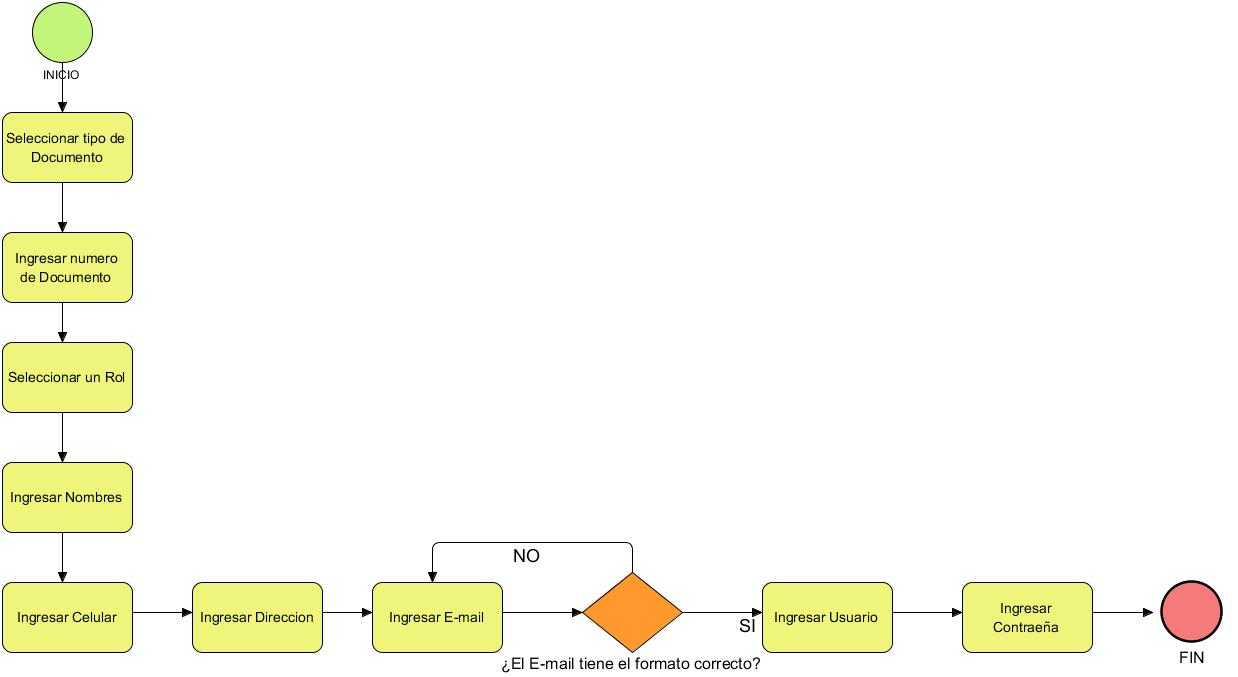 INICIO
Seleccionar tipo de
Documento
Ingresar numero
de Documento
Seleccionar un Rol
Ingresar Nombres
Ingresar Celular
Ingresar Direccion
Ingresar E-mail
NO
¿El E-mail tiene el formato correcto?
SI
Ingresar Usuario
Ingresar
Contraeña
FIN